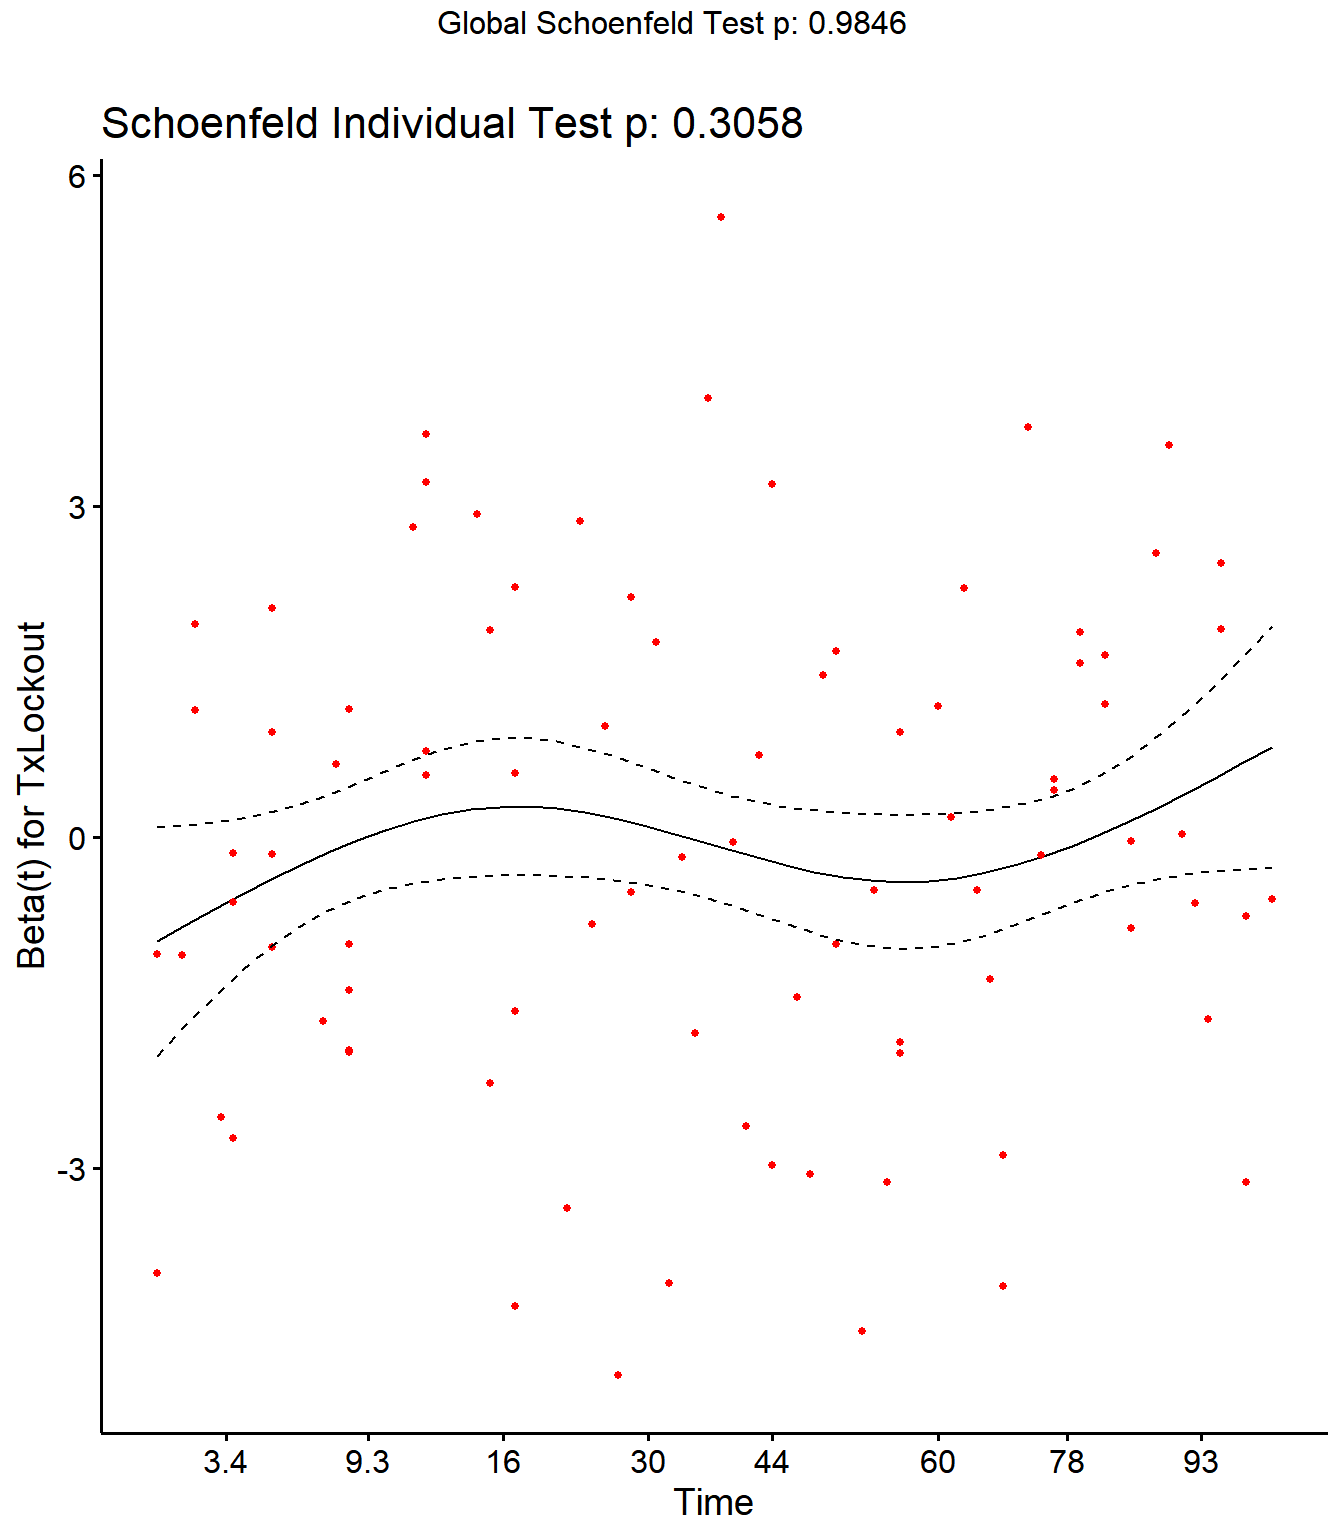 Global Schoenfeld Test p: 0.9846
Schoenfeld Individual Test p: 0.3058
6
3
0
-3
Beta(t) for TxLockout
3.4 9.3 16 30 44 60 78 93
Time